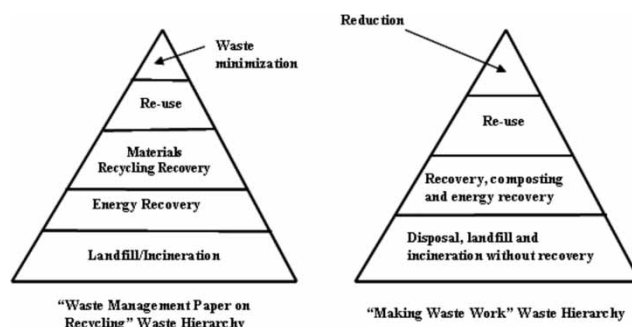 Waste
minimization
Re-use
Materials
Recycling Recovery
Energy Recovery
Landfill/Incineration
“Waste Management Paper on
Recycling” Waste Hierarchy
Reduction
Re-use
Recovery, composting
and energy recovery
Disposal, landfill and
incineration without recovery
“Making Waste Work” Waste Hierarchy